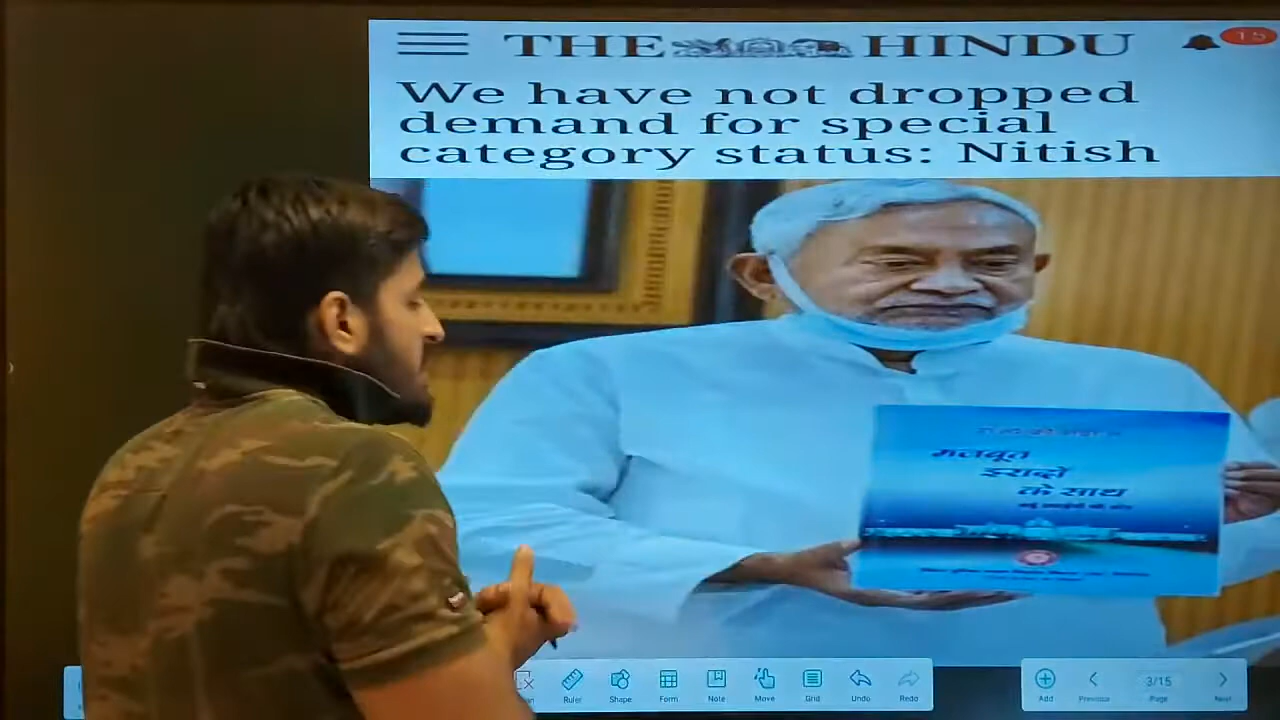 THE HINDU
15
We have not dropped
demand for special
category status: Nitish
मजबूत
इरादों
के साथ
Ruler
Shape
Form
Note
Move
Grid
Undo
Redo
Add
Previous
3/15
Page
Next